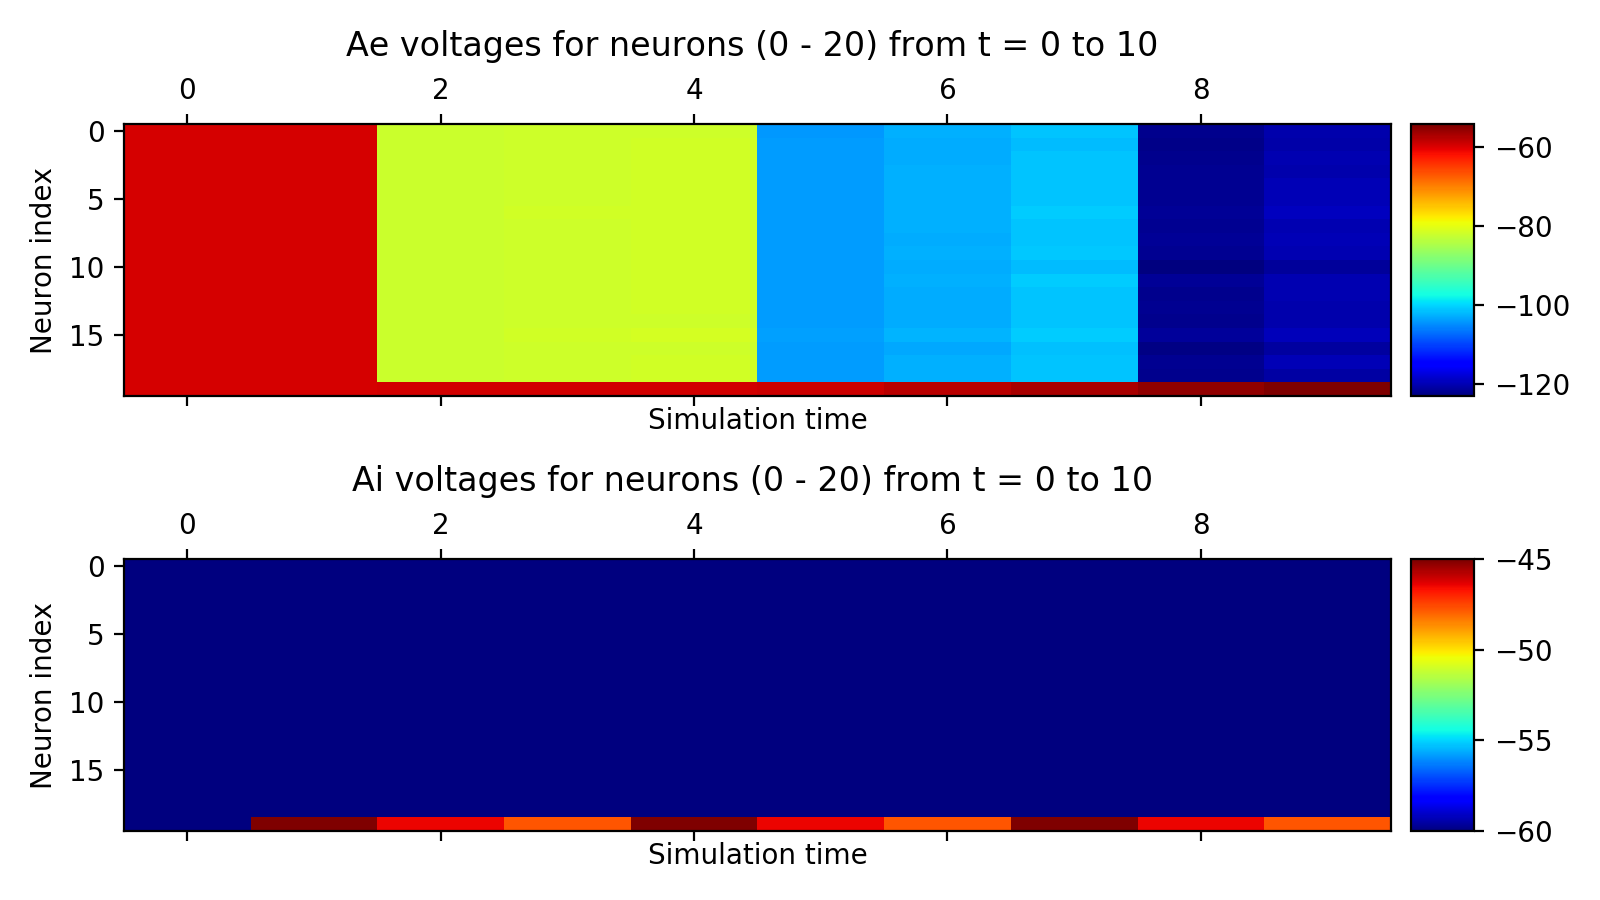 Ae voltages for neurons (0 - 20) from t = 0 to 10
0 2 4 6 8
Neuron index
0
5
10
15
Simulation time
−60
−80
−100
−120
Ai voltages for neurons (0 - 20) from t = 0 to 10
0 2 4 6 8
Neuron index
0
5
10
15
Simulation time
−45
−50
−55
−60